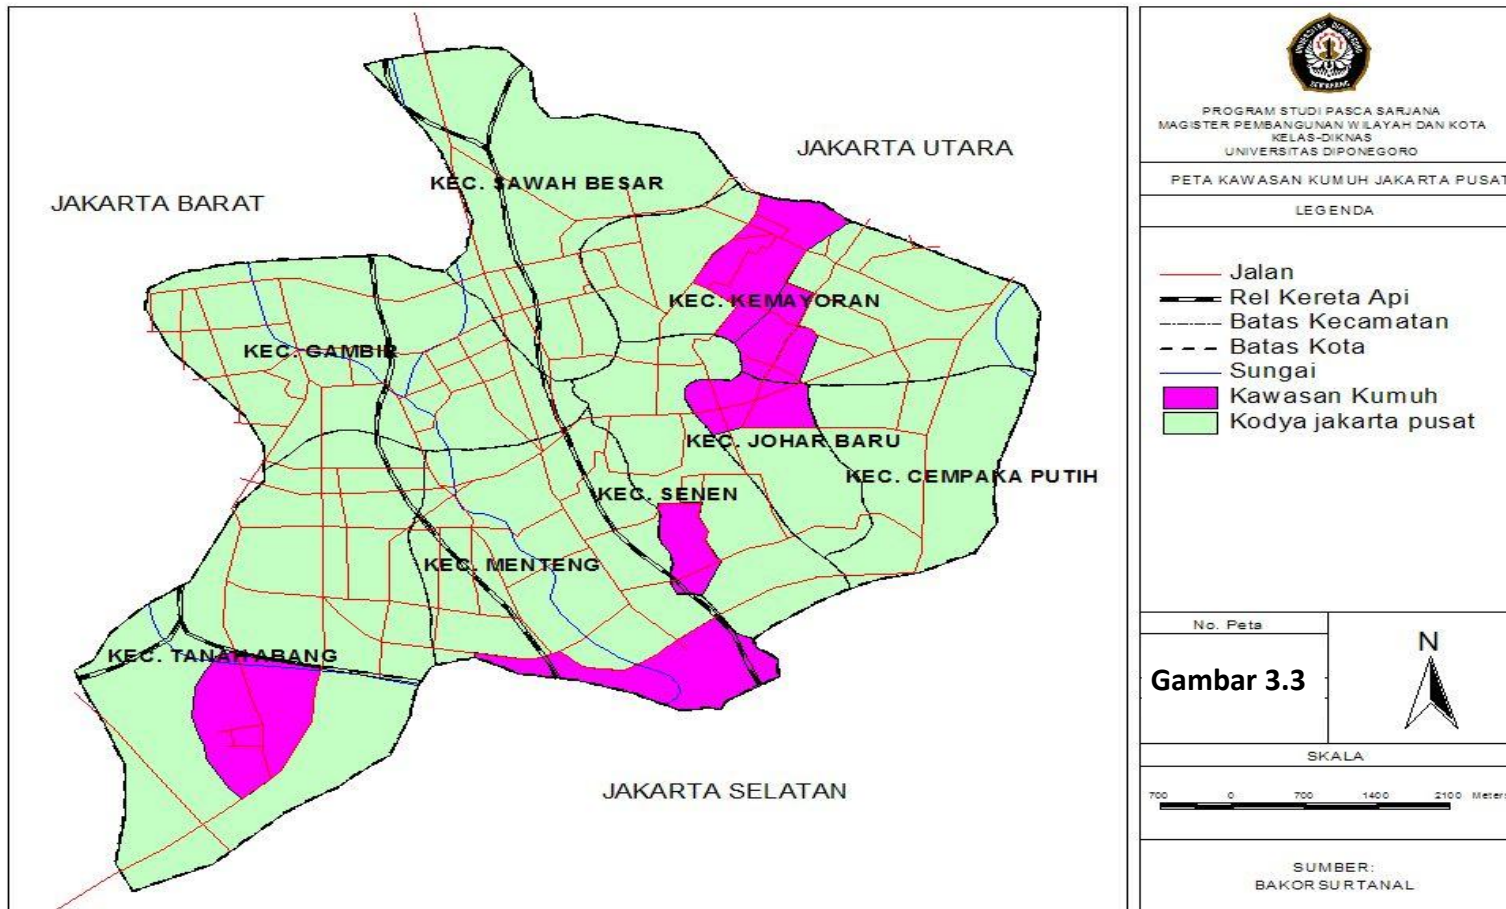 JAKARTA UTARA
JAKARTA BARAT
KEC. SAWAH BESAR
KEC. KEMAYORAN
KEC. GAMBIR
KEC. JOHAR BARU
KEC. CEMPAKA PUTIH
KEC. SENEN
KEC. MENTENG
KEC. TANAH ABANG
JAKARTA SELATAN
UNIVERSITAS DIPONEGORO
SEMARANG
PROGRAM STUDI PASCA SARJANA
MAGISTER PEMBANGUNAN WILAYAH DAN KOTA
KELAS-DIKNAS
UNIVERSITAS DIPONEGORO
PETA KAWASAN KUMUH JAKARTA PUSAT
LEGENDA
Jalan
Rel Kereta Api
Batas Kecamatan
Batas Kota
Sungai
Kawasan Kumuh
Kodya jakarta pusat
No. Peta
Gambar 3.3
N
SKALA
700 0 700 1400 2100 Meters
SUMBER:
BAKORSURTANAL